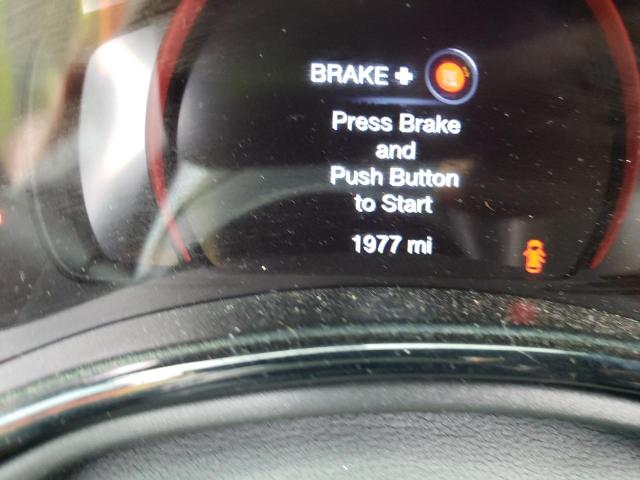 BRAKE +
Press Brake
and
Push Button
to Start
1977 mi